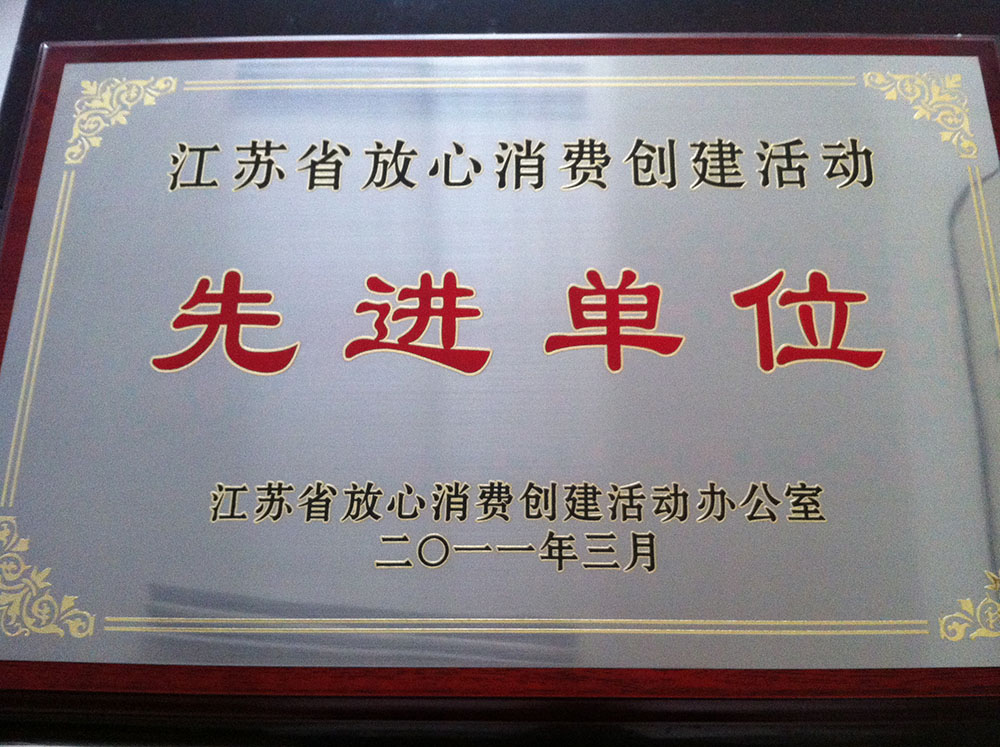 江苏省放心消费创建活动
先进单位
江苏省放心消费创建活动办公室
二〇一一年三月